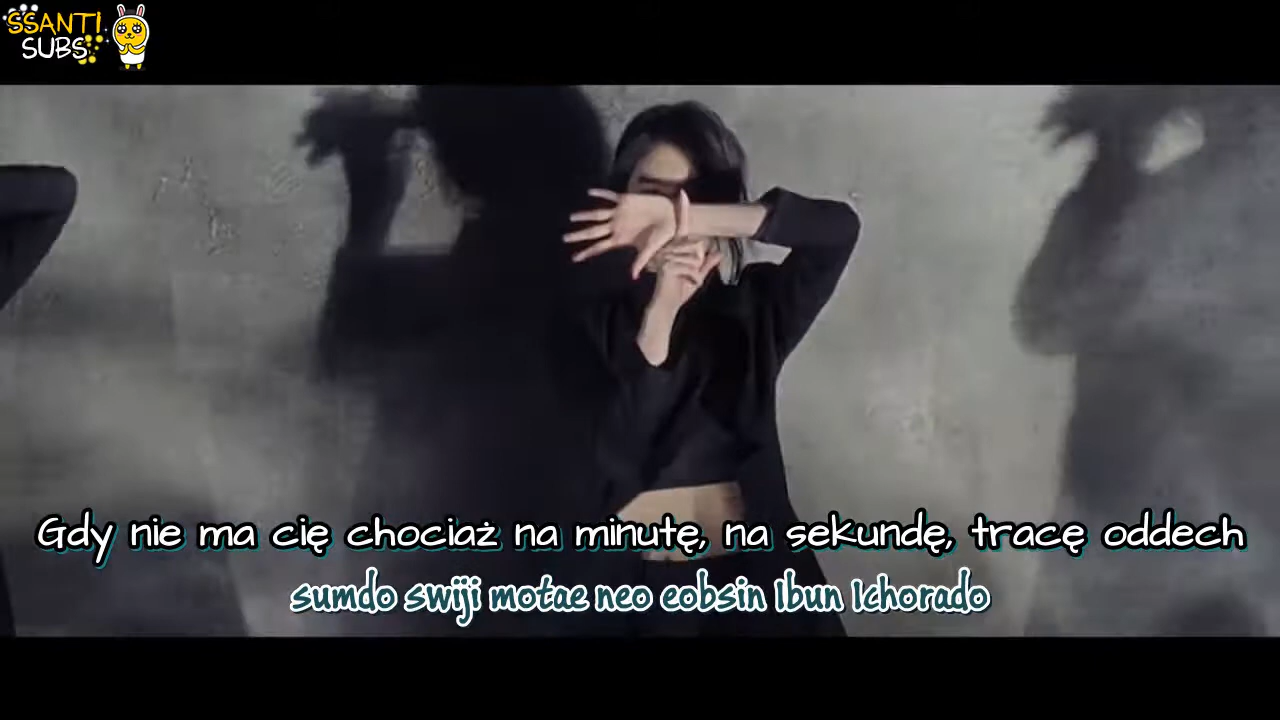 SSANTI
SUBS
Gdy nie ma cię chociaż na minutę, na sekundę, tracę oddech
sumdo swiji motae neo eobsin 1bun 1chorado